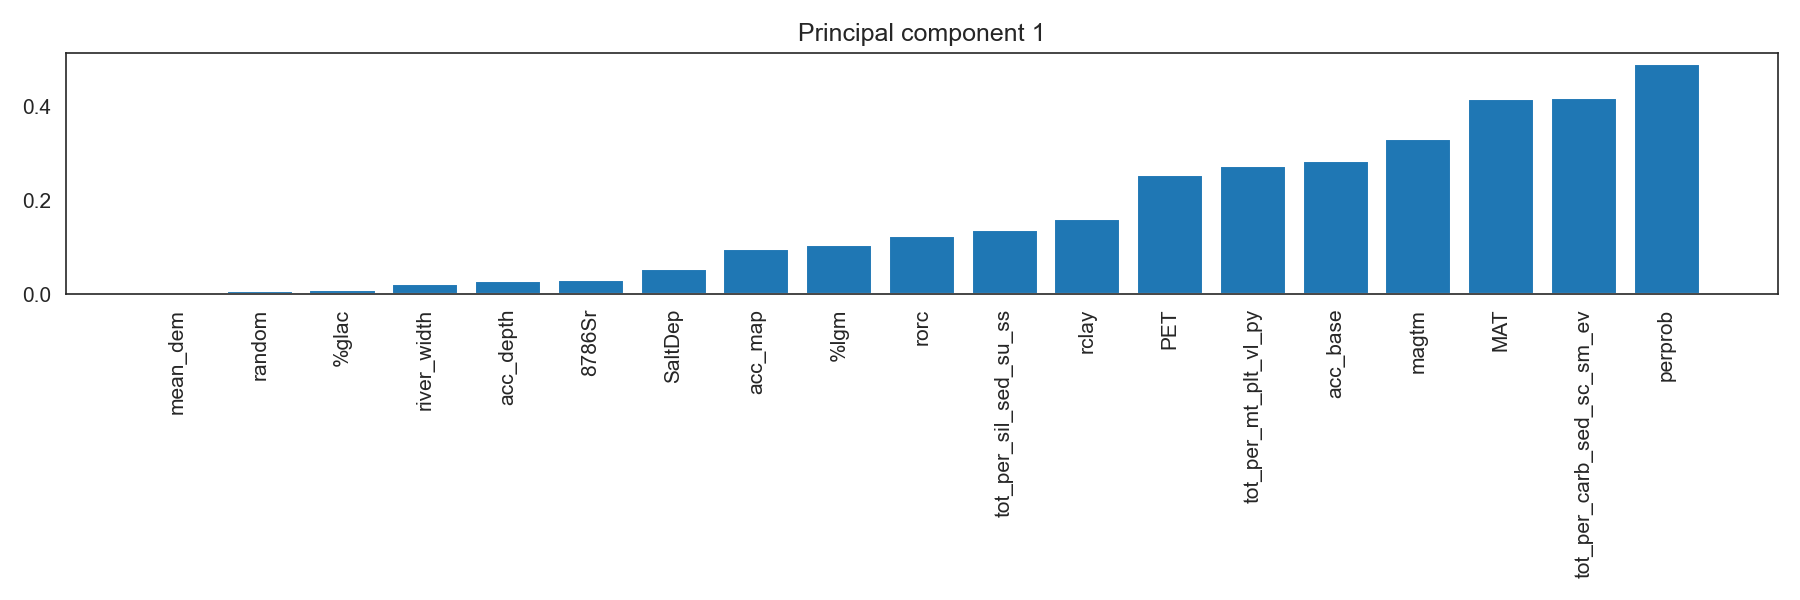 Principal component 1
0.4
0.2
0.0
mean_dem
random
%glac
river_width
acc_depth
8786Sr
SaltDep
acc_map
%lgm
rorc
tot_per_sil_sed_su_ss
rclay
PET
tot_per_mt_plt_vl_py
acc_base
magtm
MAT
tot_per_carb_sed_sc_sm_ev
perprob